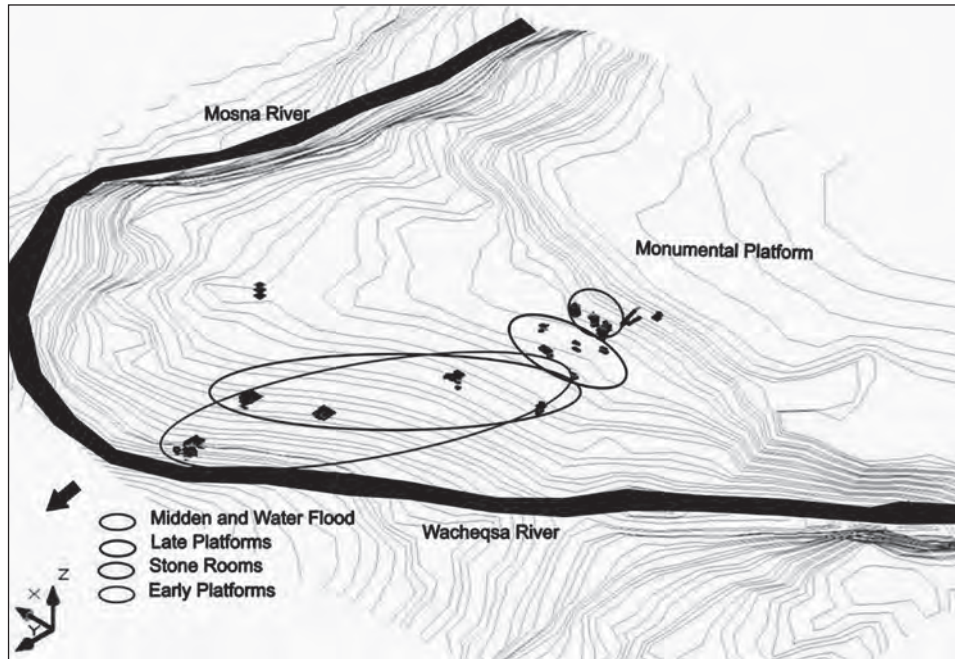 Mosna River
Monumental Platform
Wacheqsa River
Midden and Water Flood
Late Platforms
Stone Rooms
Early Platforms
Z
X
Y